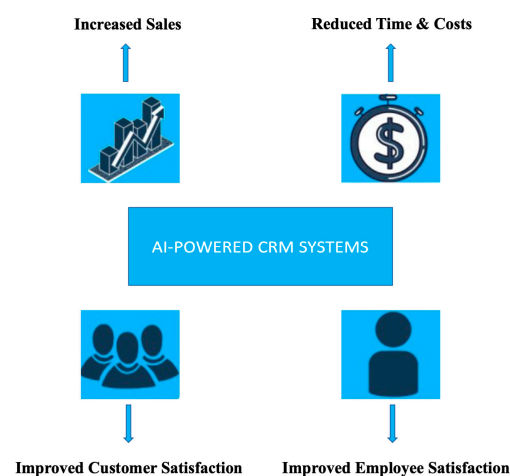 Increased Sales
Reduced Time & Costs
$
AI-POWERED CRM SYSTEMS
Improved Customer Satisfaction
Improved Employee Satisfaction